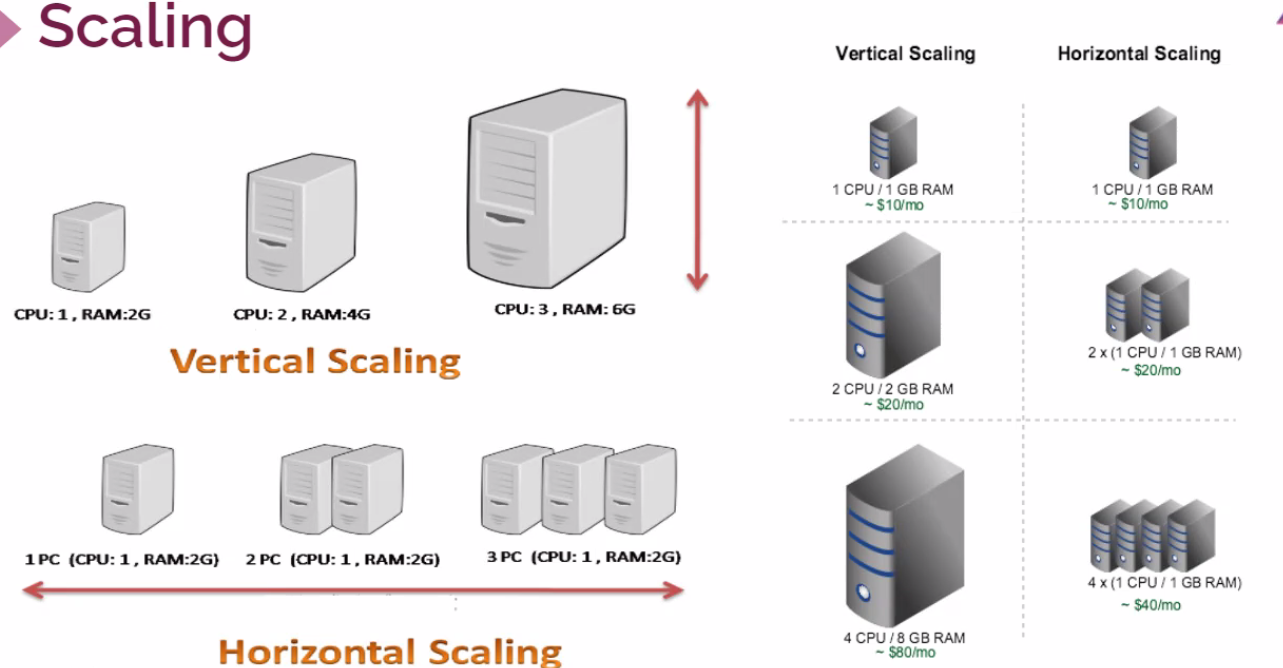 Scaling
CPU: 1 , RAM:2G
CPU: 2 , RAM:4G
CPU: 3 , RAM: 6G
Vertical Scaling
1 PC (CPU: 1 , RAM:2G)
2 PC (CPU: 1 , RAM:2G)
3 PC (CPU: 1 , RAM:2G)
Horizontal Scaling
Vertical Scaling
Horizontal Scaling
1 CPU / 1 GB RAM
~ $10/mo
1 CPU / 1 GB RAM
~ $10/mo
2 CPU / 2 GB RAM
~ $20/mo
2 x (1 CPU / 1 GB RAM)
~ $20/mo
4 CPU / 8 GB RAM
~ $80/mo
4 x (1 CPU / 1 GB RAM)
~ $40/mo